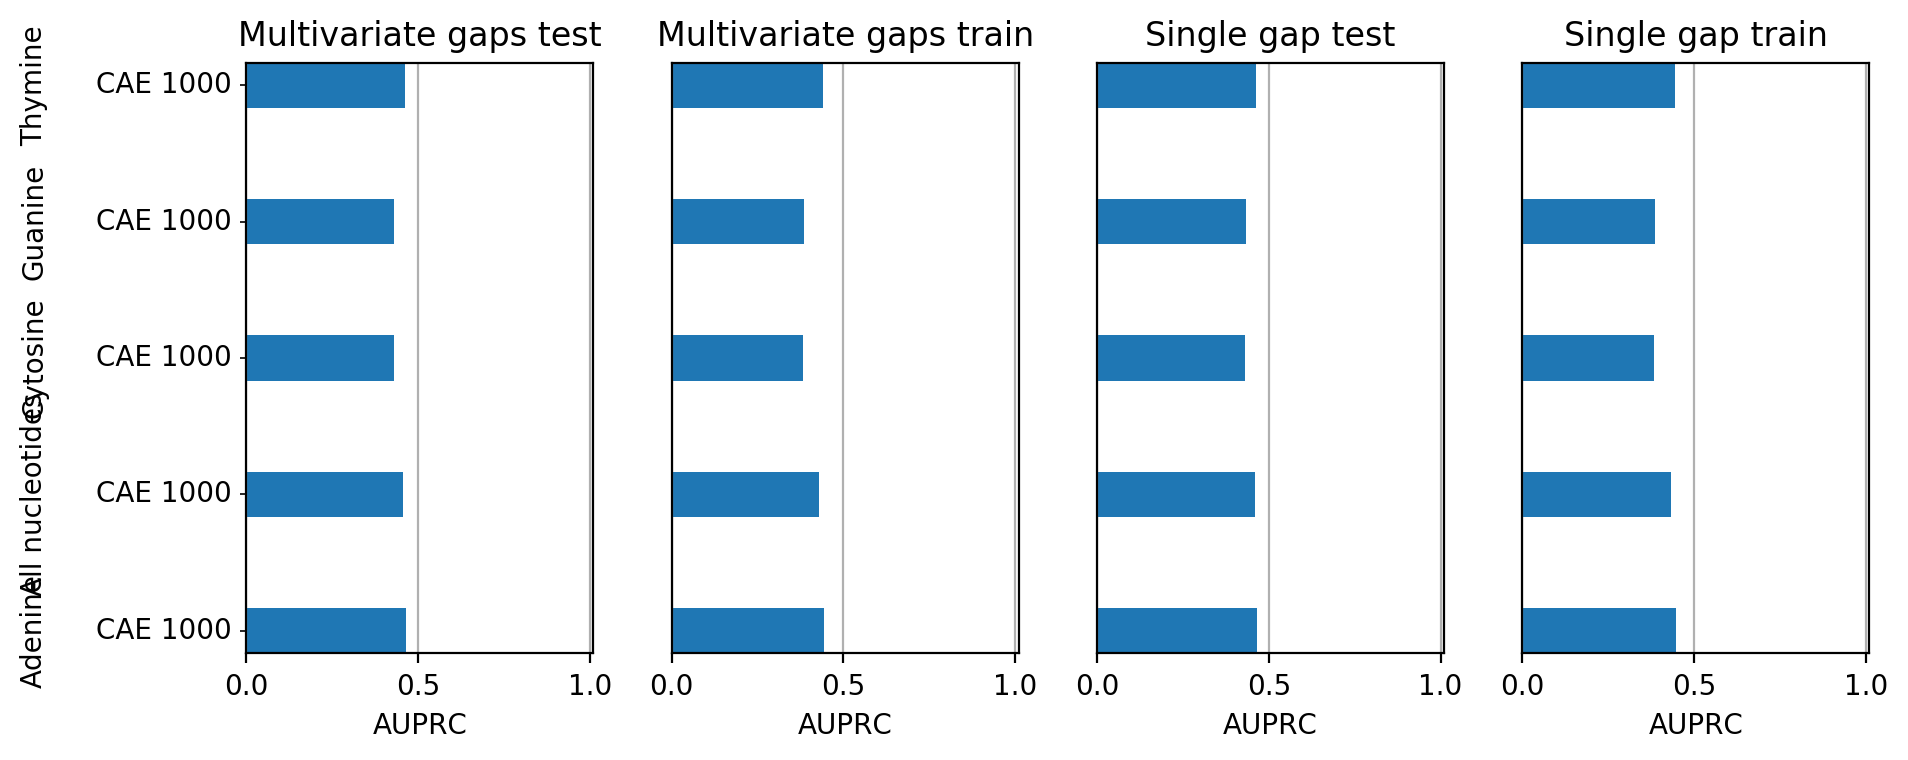 Multivariate gaps test
Multivariate gaps train
Single gap test
Single gap train
Thymine
CAE 1000
Guanine
CAE 1000
Cytosine
CAE 1000
All nucleotides
CAE 1000
Adenine
CAE 1000
0.0 0.5 1.0
0.0 0.5 1.0
0.0 0.5 1.0
0.0 0.5 1.0
AUPRC
AUPRC
AUPRC
AUPRC